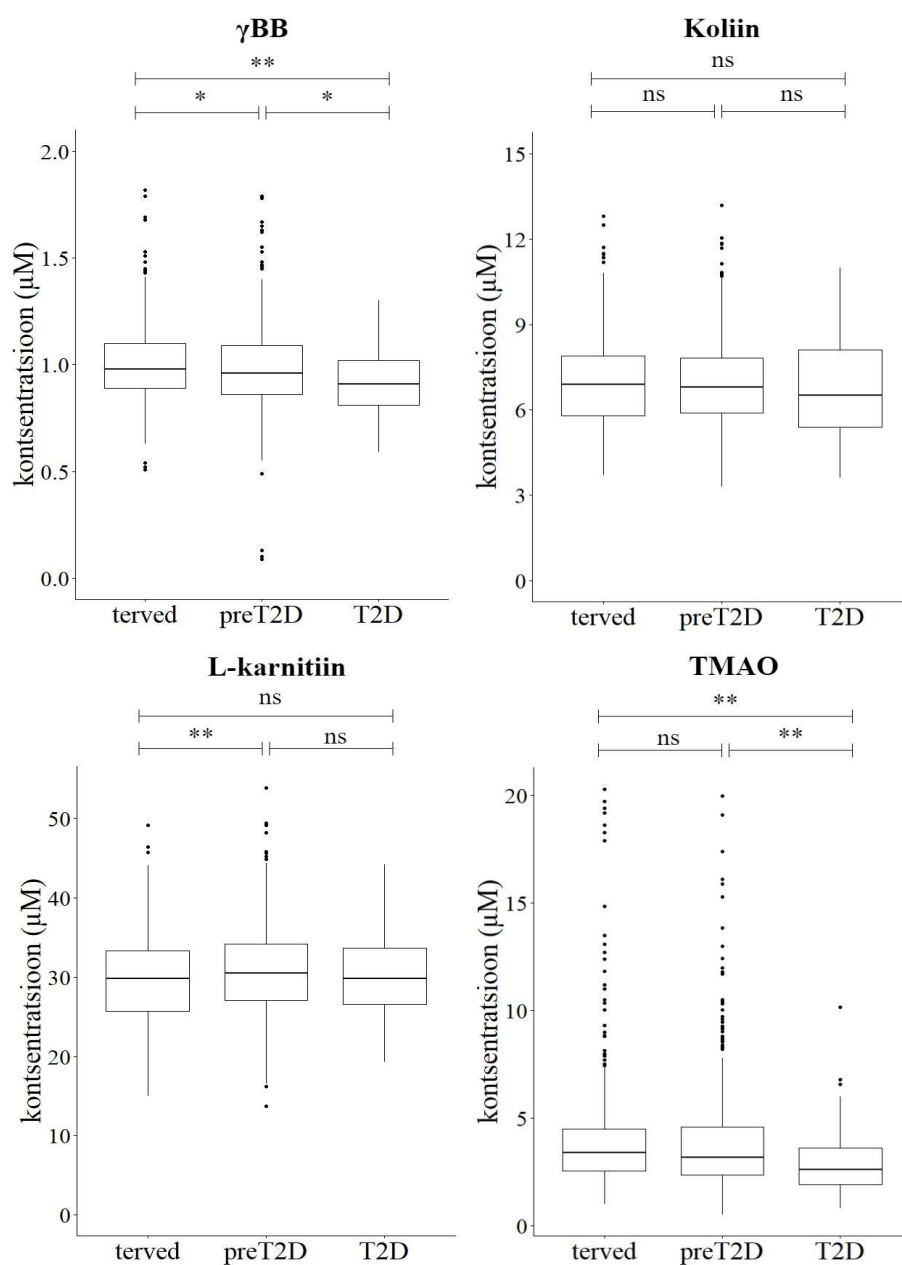 γBB
**
*
*
kontsentratsioon (µM)
2.0
1.5
1.0
0.5
0.0
terved
preT2D
T2D
Koliin
ns
ns
ns
kontsentratsioon (µM)
15
12
9
6
3
0
terved
preT2D
T2D
L-karnitiin
ns
**
ns
kontsentratsioon (µM)
50
40
30
20
10
0
terved
preT2D
T2D
TMAO
**
ns
**
kontsentratsioon (µM)
20
15
10
5
0
terved
preT2D
T2D